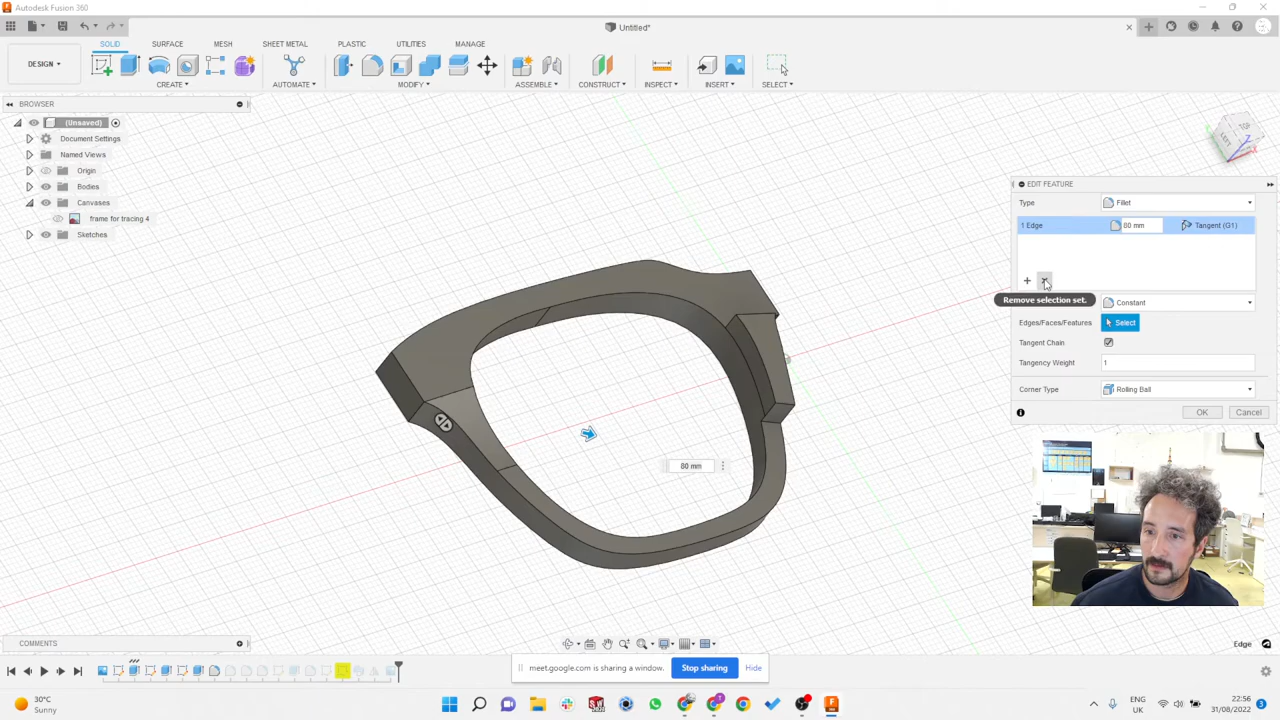 Autodesk Fusion 360
Untitled*
SOLID SURFACE MESH SHEET METAL PLASTIC UTILITIES MANAGE
DESIGN
CREATE AUTOMATE MODIFY ASSEMBLE CONSTRUCT INSPECT INSERT SELECT
BROWSER
(Unsaved)
Document Settings
Named Views
Origin
Bodies
Canvases
frame for tracing 4
Sketches
TOP
LEFT
EDIT FEATURE
Type Fillet
1 Edge 80 mm Tangent (G1)
Remove selection set.
Constant
Edges/Faces/Features Select
Tangent Chain
Tangency Weight 1
Corner Type Rolling Ball
OK Cancel
80 mm
COMMENTS
Edge
meet.google.com is sharing a window. Stop sharing Hide
30°C
Sunny
ENG
UK
22:56
31/08/2022
3